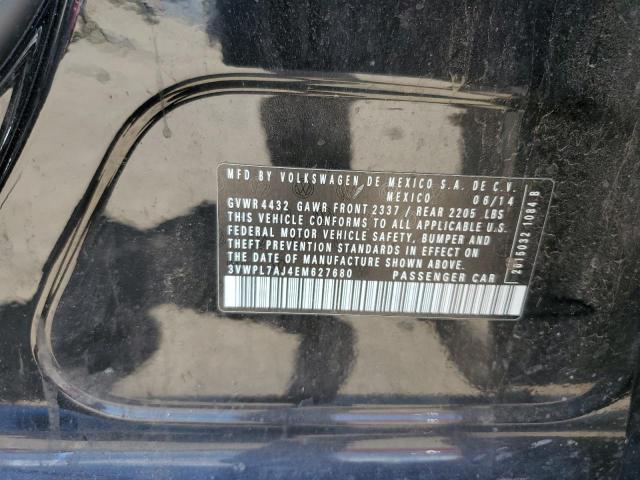 MFD BY VOLKSWAGEN DE MEXICO S.A. DE C.V.
MEXICO 06/14
GVWR 4432 GAWR FRONT 2337 / REAR 2205 LBS
THIS VEHICLE CONFORMS TO ALL APPLICABLE U.S.
FEDERAL MOTOR VEHICLE SAFETY, BUMPER AND
THEFT PREVENTION STANDARDS IN EFFECT ON
THE DATE OF MANUFACTURE SHOWN ABOVE.
3VWPL7AJ4EM627680 PASSENGER CAR
2015032 1084 B